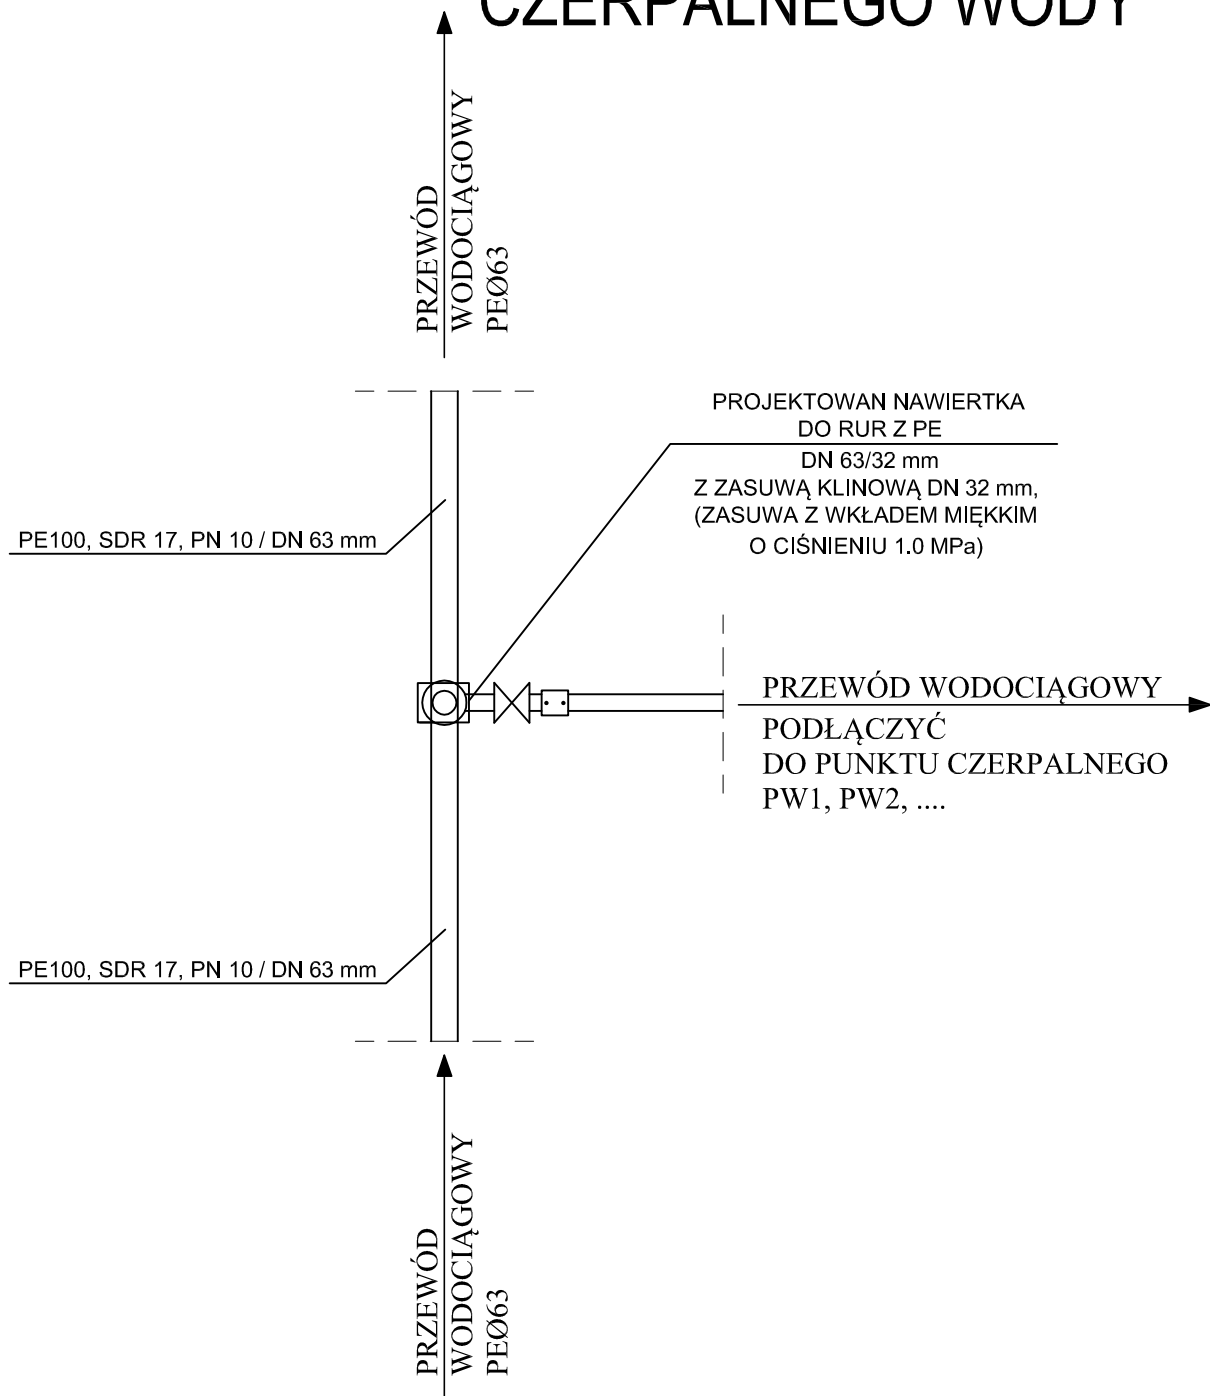 CZERPALNEGO WODY
PRZEWÓD
WODOCIĄGOWY
PEØ63
PROJEKTOWAN NAWIERTKA
DO RUR Z PE
DN 63/32 mm
Z ZASUWĄ KLINOWĄ DN 32 mm,
(ZASUWA Z WKŁADEM MIĘKKIM
O CIŚNIENIU 1.0 MPa)
PE100, SDR 17, PN 10 / DN 63 mm
PRZEWÓD WODOCIĄGOWY
PODŁĄCZYĆ
DO PUNKTU CZERPALNEGO
PW1, PW2, ....
PE100, SDR 17, PN 10 / DN 63 mm
PRZEWÓD
WODOCIĄGOWY
PEØ63